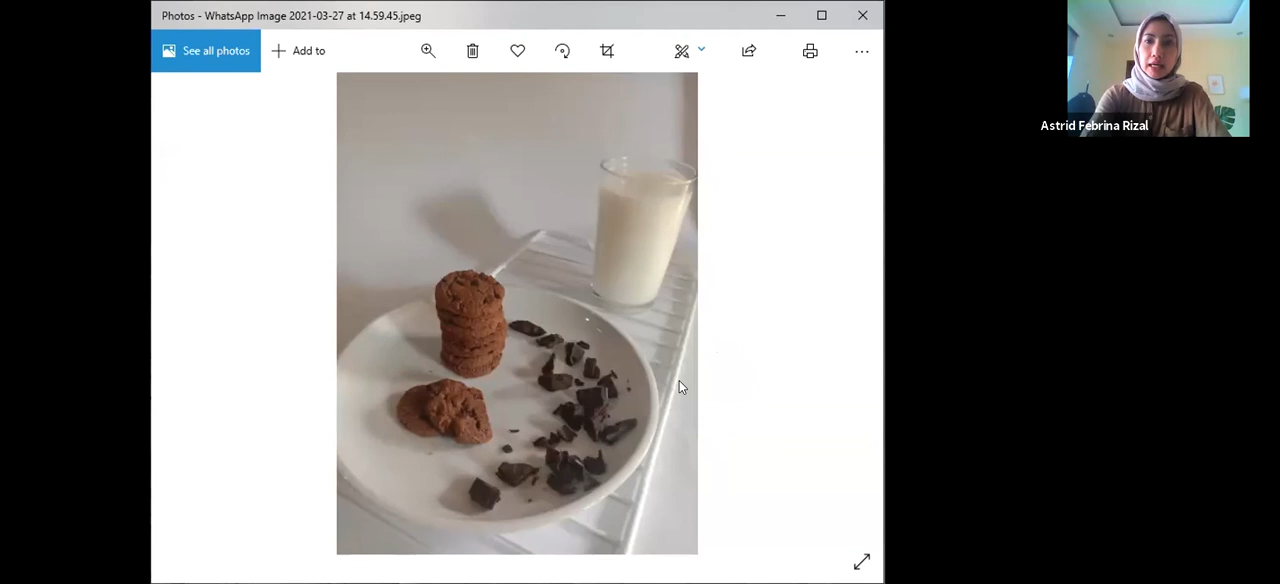 Photos - WhatsApp Image 2021-03-27 at 14.59.45.jpeg
See all photos
Add to
Astrid Febrina Rizal